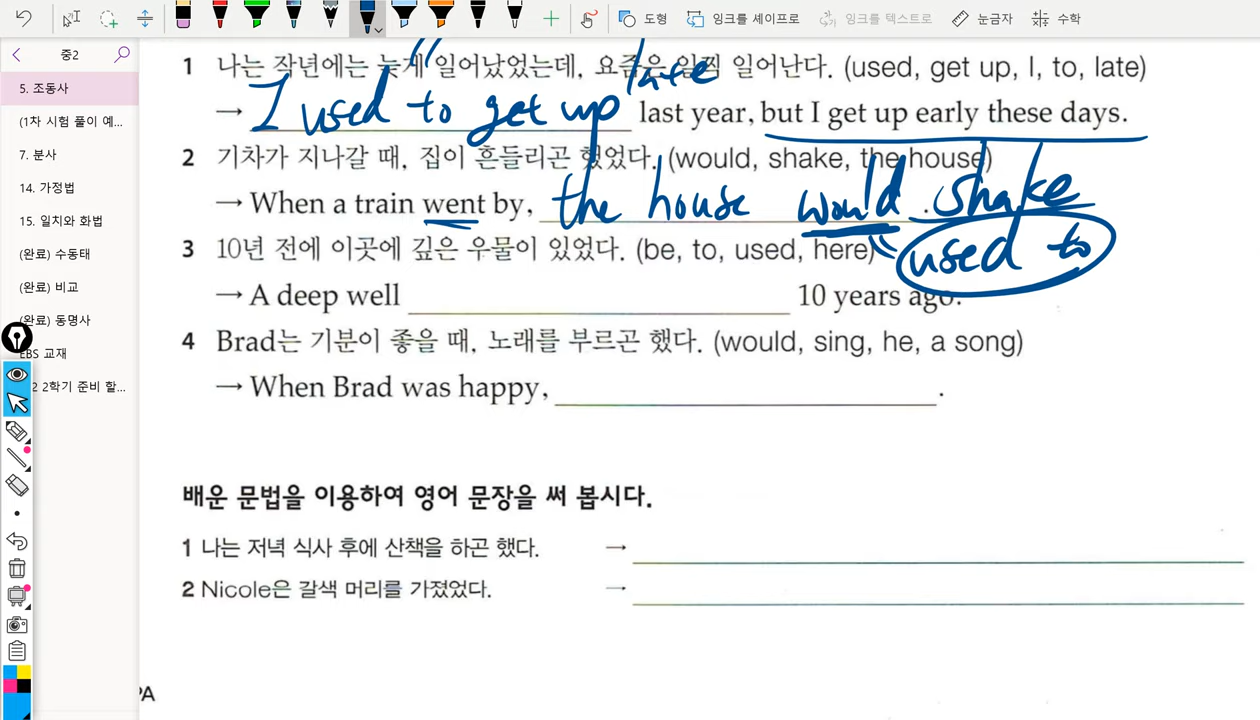 도형
잉크를 셰이프로
잉크를 텍스트로
눈금자
수학
중2
5. 조동사
(1차 시험 풀이 예...
7. 분사
14. 가정법
15. 일치와 화법
(완료) 수동태
(완료) 비교
(완료) 동명사
EBS 교재
2 2학기 준비 할...
1 나는 작년에는 늦게 일어났었는데, 요즘은 일찍 일어난다. (used, get up, I, to, late)
late
→ I used to get up last year, but I get up early these days.
2 기차가 지나갈 때, 집이 흔들리곤 했었다. (would, shake, the house)
→ When a train went by, the house would shake.
3 10년 전에 이곳에 깊은 우물이 있었다. (be, to, used, here)
used to
→ A deep well 10 years ago.
4 Brad는 기분이 좋을 때, 노래를 부르곤 했다. (would, sing, he, a song)
→ When Brad was happy, .
배운 문법을 이용하여 영어 문장을 써 봅시다.
1 나는 저녁 식사 후에 산책을 하곤 했다. →
2 Nicole은 갈색 머리를 가졌었다. →
PA